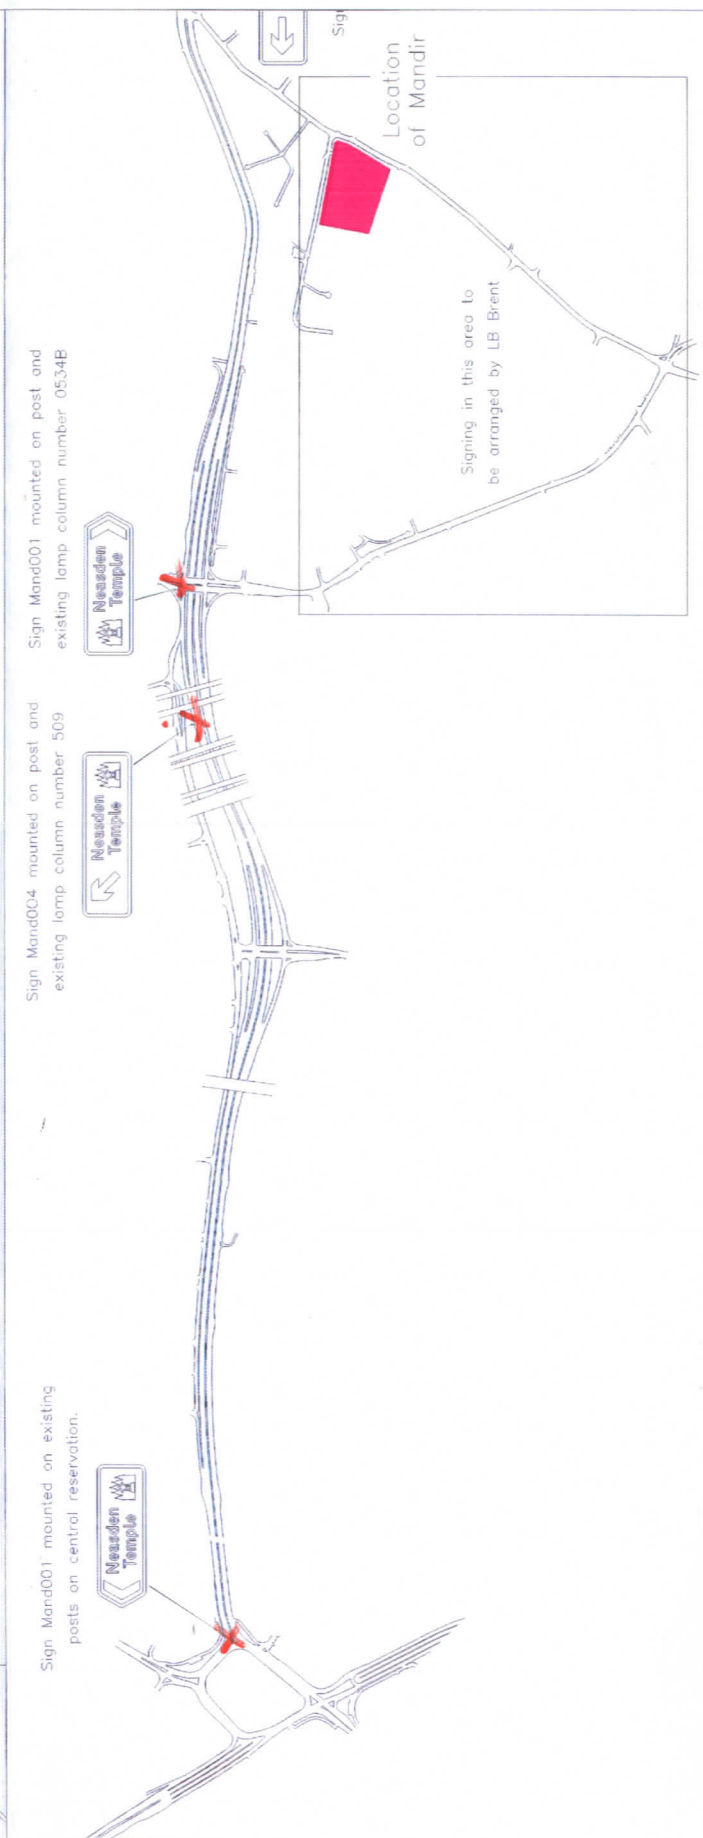 Sign Mand001 mounted on existing
posts on central reservation.
Neasden
Temple
Sign Mand004 mounted on post and
existing lamp column number 509
Neasden
Temple
Sign Mand001 mounted on post and
existing lamp column number 0534B
Neasden
Temple
Location
of Mandir
Signing in this area to
be arranged by LB Brent